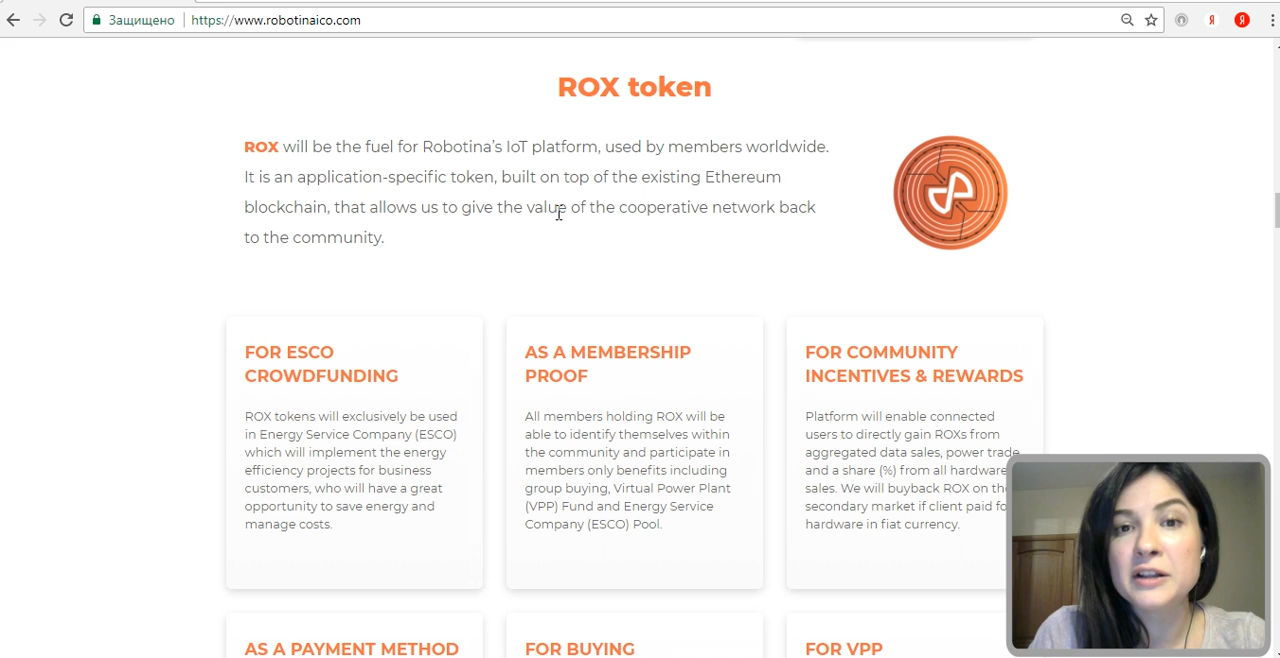 Защищено https://www.robotinaico.com
ROX token
ROX will be the fuel for Robotina's IoT platform, used by members worldwide.
It is an application-specific token, built on top of the existing Ethereum
blockchain, that allows us to give the value of the cooperative network back
to the community.
FOR ESCO
CROWDFUNDING
ROX tokens will exclusively be used
in Energy Service Company (ESCO)
which will implement the energy
efficiency projects for business
customers, who will have a great
opportunity to save energy and
manage costs.
AS A MEMBERSHIP
PROOF
All members holding ROX will be
able to identify themselves within
the community and participate in
members only benefits including
group buying, Virtual Power Plant
(VPP) Fund and Energy Service
Company (ESCO) Pool.
FOR COMMUNITY
INCENTIVES & REWARDS
Platform will enable connected
users to directly gain ROXs from
aggregated data sales, power trade
and a share (%) from all hardware
sales. We will buyback ROX on the
secondary market if client paid fo
hardware in fiat currency.
AS A PAYMENT METHOD
FOR BUYING
FOR VPP